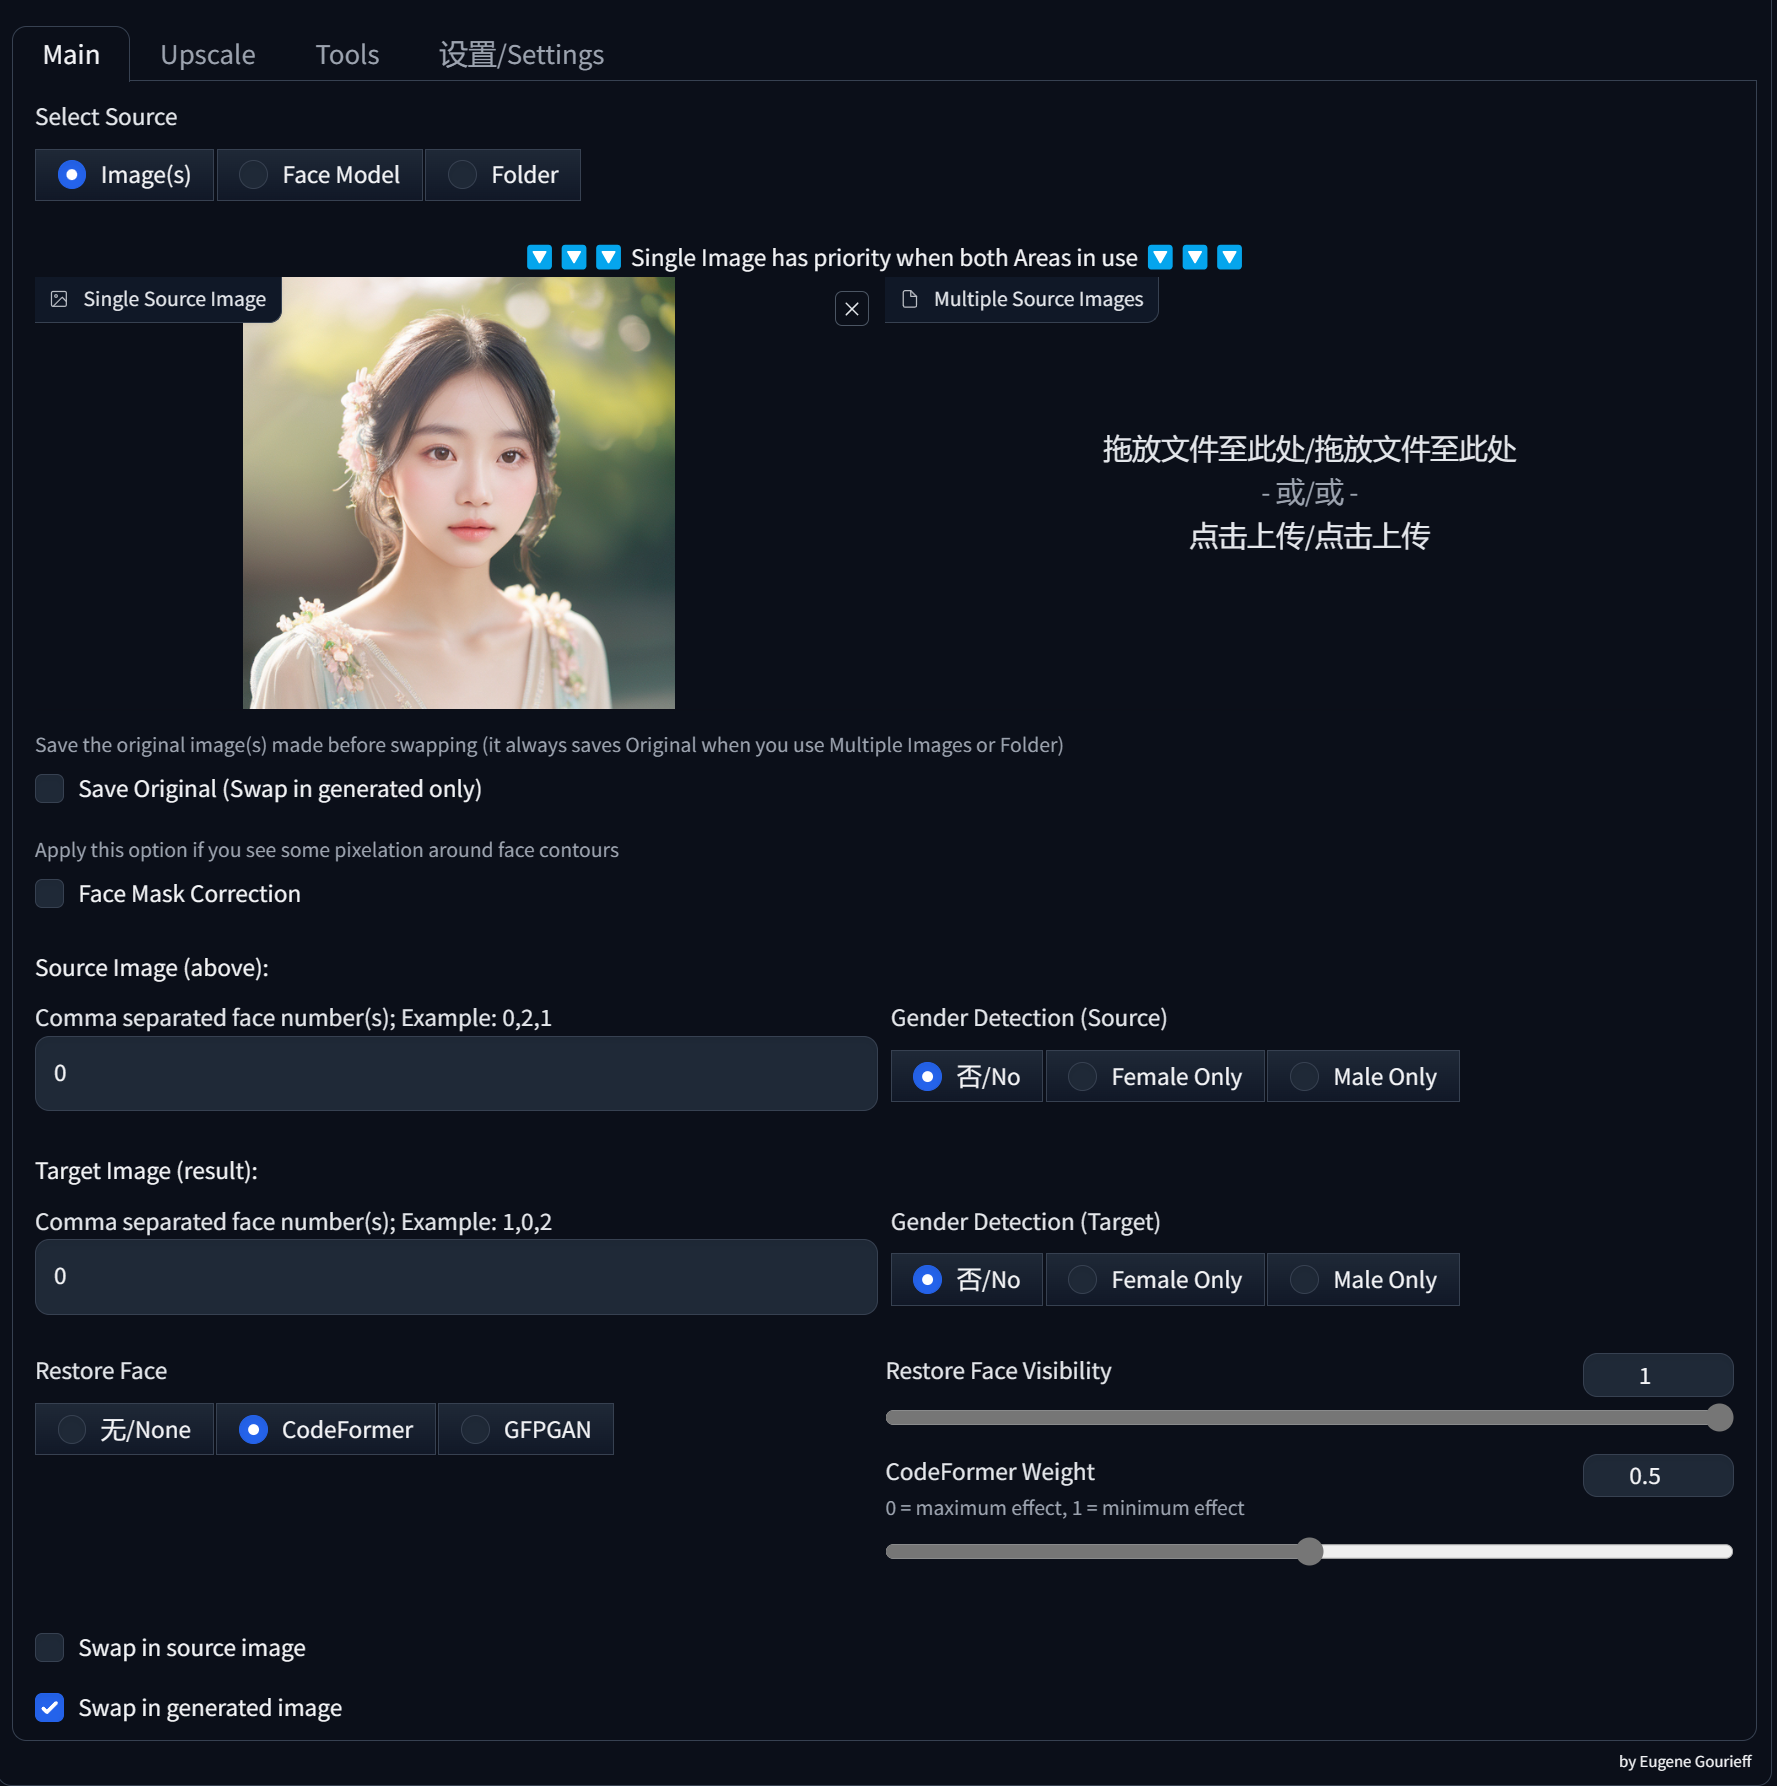 Main Upscale Tools 设置/Settings
Select Source
Image(s) Face Model Folder
Single Image has priority when both Areas in use
Single Source Image
Multiple Source Images
拖放文件至此处/拖放文件至此处
- 或/或 -
点击上传/点击上传
Save the original image(s) made before swapping (it always saves Original when you use Multiple Images or Folder)
Save Original (Swap in generated only)
Apply this option if you see some pixelation around face contours
Face Mask Correction
Source Image (above):
Comma separated face number(s); Example: 0,2,1
0
Gender Detection (Source)
否/No Female Only Male Only
Target Image (result):
Comma separated face number(s); Example: 1,0,2
0
Gender Detection (Target)
否/No Female Only Male Only
Restore Face
无/None CodeFormer GFPGAN
Restore Face Visibility
1
CodeFormer Weight
0.5
0 = maximum effect, 1 = minimum effect
Swap in source image
Swap in generated image
by Eugene Gourieff